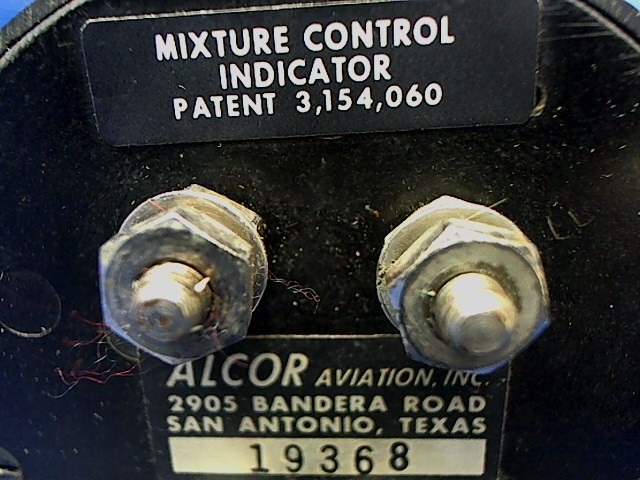 MIXTURE CONTROL
INDICATOR
PATENT 3,154,060
ALCOR AVIATION, INC.
2905 BANDERA ROAD
SAN ANTONIO, TEXAS
19368